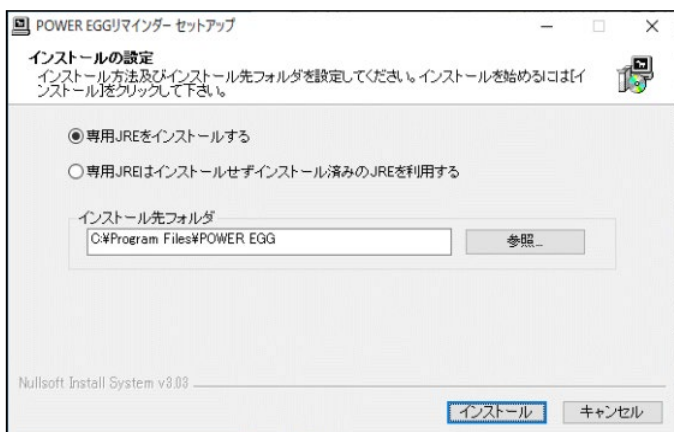 POWER EGGリマインダー セットアップ
インストールの設定
インストール方法及びインストール先フォルダを設定してください。インストールを始めるには[イ
ンストール]をクリックして下さい。
専用JREをインストールする
専用JREはインストールせずインストール済みのJREを利用する
インストール先フォルダ
C:¥Program Files¥POWER EGG
参照...
Nullsoft Install System v3.03
インストール
キャンセル